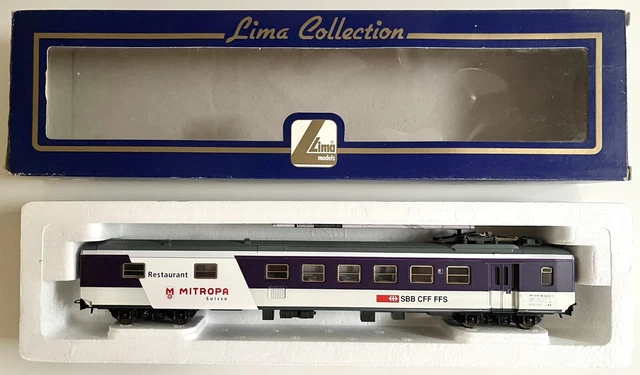 Lima Collection
Lima
models
Restaurant
MITROPA
Suisse
SBB CFF FFS